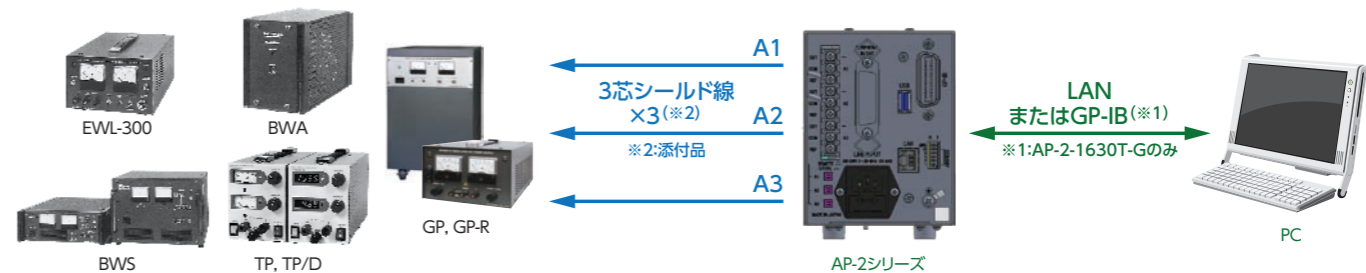 EWL-300
BWA
BWS
TP, TP/D
GP, GP-R
A1
3芯シールド線
×3(※2)
A2
※2:添付品
A3
AP-2シリーズ
LAN
またはGP-IB(※1)
※1:AP-2-1630T-Gのみ
PC